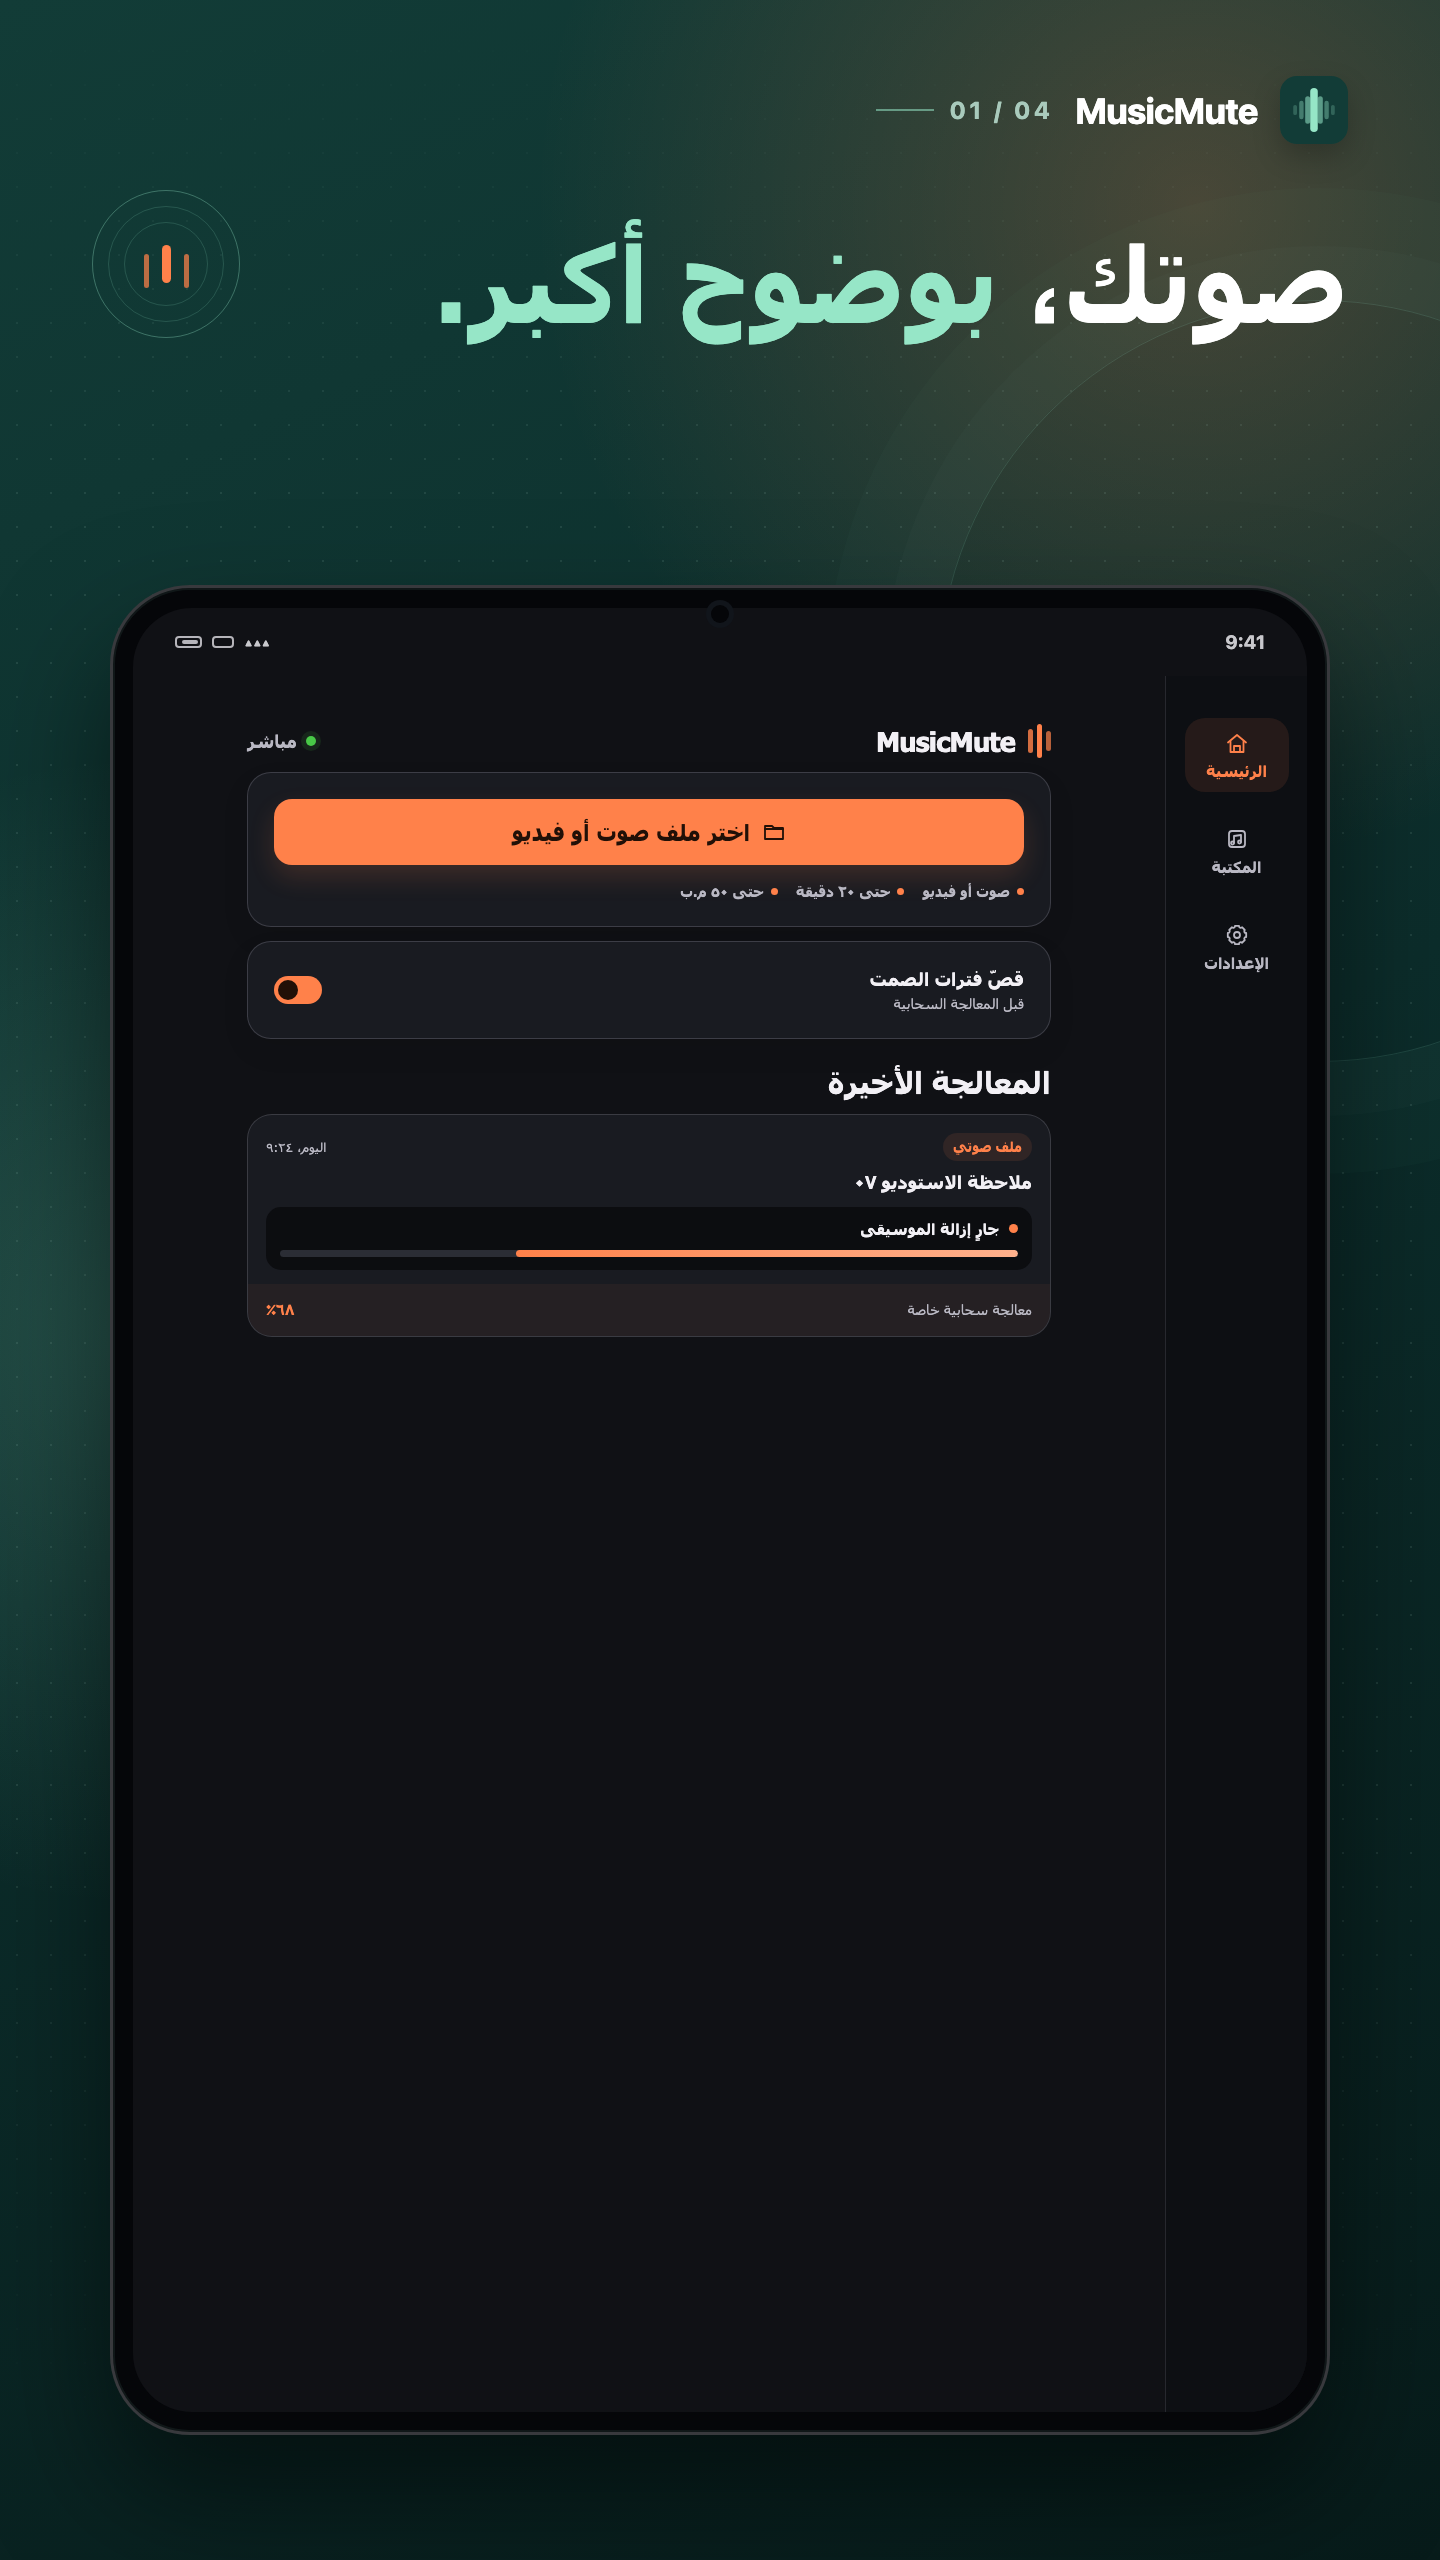 MusicMute 01 / 04
صوتك، بوضوح أكبر.
9:41
الرئيسية
المكتبة
الإعدادات
MusicMute
مباشر
اختر ملف صوت أو فيديو
صوت أو فيديو
حتى ٢٠ دقيقة
حتى ٥٠ م.ب
قصّ فترات الصمت
قبل المعالجة السحابية
المعالجة الأخيرة
ملف صوتي
اليوم، ٩:٢٤
ملاحظة الاستوديو ٠٧
جارٍ إزالة الموسيقى
معالجة سحابية خاصة
٦٨٪